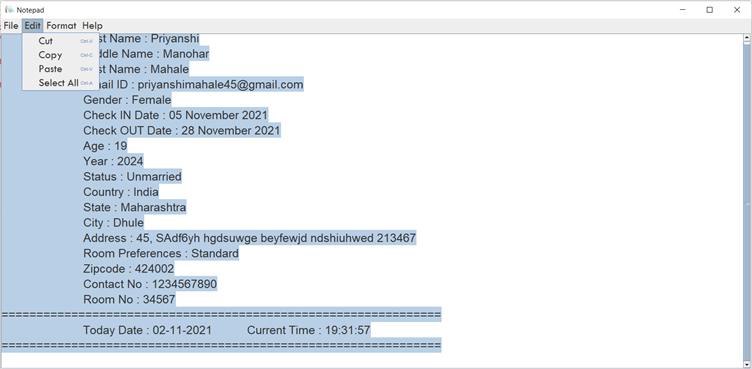 Notepad
File Edit Format Help
Cut Ctrl-X
Copy Ctrl-C
Paste Ctrl-V
Select All Ctrl-A
st Name : Priyanshi
ddle Name : Manohar
st Name : Mahale
ail ID : priyanshimahale45@gmail.com
Gender : Female
Check IN Date : 05 November 2021
Check OUT Date : 28 November 2021
Age : 19
Year : 2024
Status : Unmarried
Country : India
State : Maharashtra
City : Dhule
Address : 45, SAdf6yh hgdsuwge beyfewjd ndshiuhwed 213467
Room Preferences : Standard
Zipcode : 424002
Contact No : 1234567890
Room No : 34567
===============================================================
Today Date : 02-11-2021 Current Time : 19:31:57
===============================================================